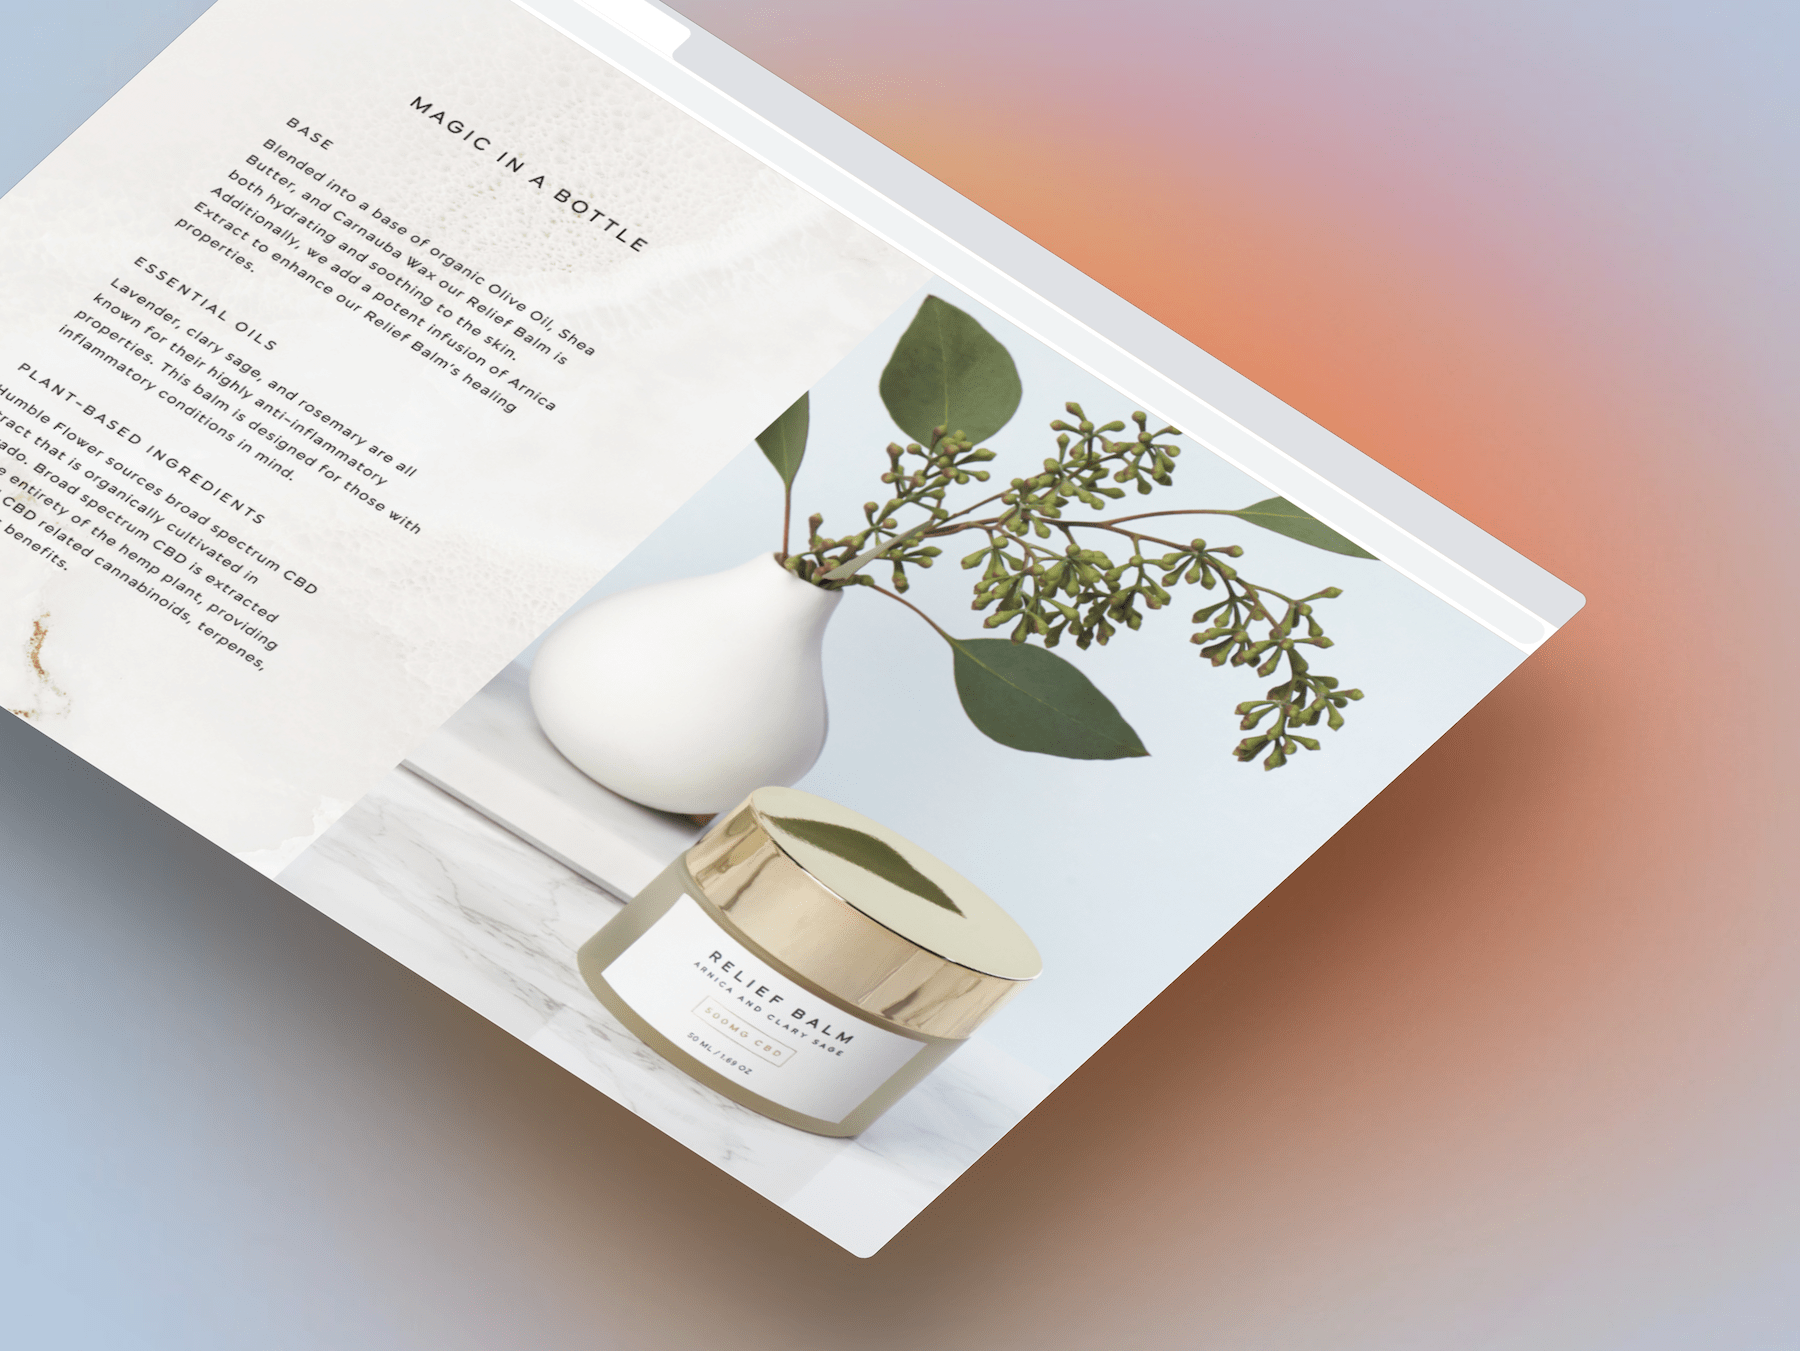 MAGIC IN A BOTTLE
BASE
Blended into a base of organic Olive Oil, Shea
Butter, and Carnauba Wax our Relief Balm is
both hydrating and soothing to the skin.
Additionally, we add a potent infusion of Arnica
Extract to enhance our Relief Balm's healing
properties.
ESSENTIAL OILS
Lavender, clary sage, and rosemary are all
known for their highly anti-inflammatory
properties. This balm is designed for those with
inflammatory conditions in mind.
PLANT-BASED INGREDIENTS
Humble Flower sources broad spectrum CBD
that is organically cultivated in
Broad spectrum CBD is extracted
entirety of the hemp plant, providing
CBD related cannabinoids, terpenes,
benefits.
RELIEF BALM
ARNICA AND CLARY SAGE
500MG CBD
50 ML / 1.69 OZ